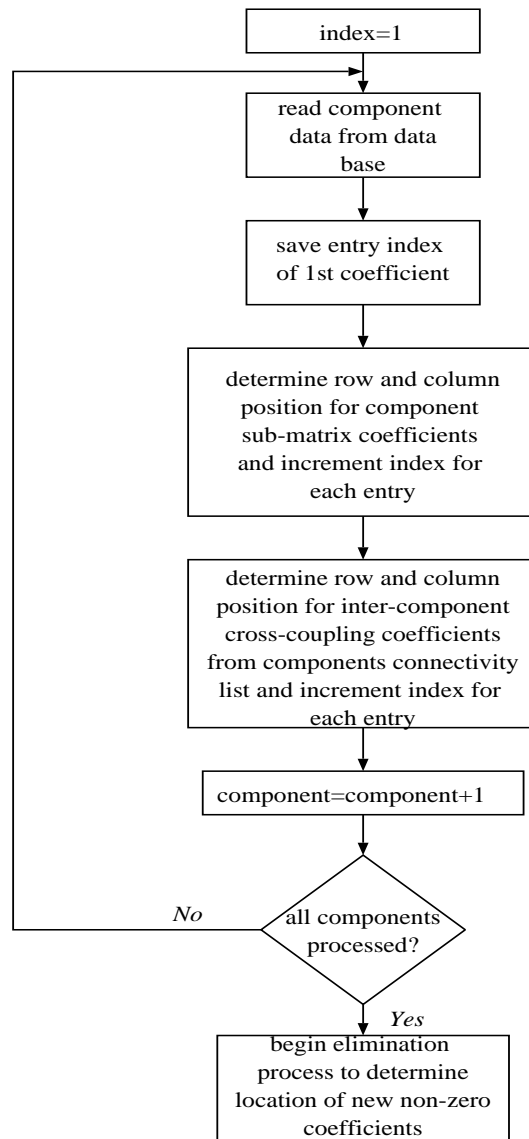 index=1
read component
data from data
base
save entry index
of 1st coefficient
determine row and column
position for component
sub-matrix coefficients
and increment index for
each entry
determine row and column
position for inter-component
cross-coupling coefficients
from components connectivity
list and increment index for
each entry
component=component+1
all components
processed?
No
Yes
begin elimination
process to determine
location of new non-zero
coefficients